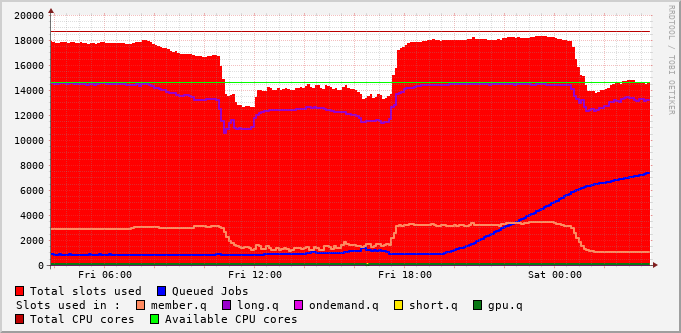 20000
18000
16000
14000
12000
10000
8000
6000
4000
2000
0
Fri 06:00 Fri 12:00 Fri 18:00 Sat 00:00
RRDTOOL / TOBI OETIKER
Total slots used Queued Jobs
Slots used in : member.q long.q ondemand.q short.q gpu.q
Total CPU cores Available CPU cores